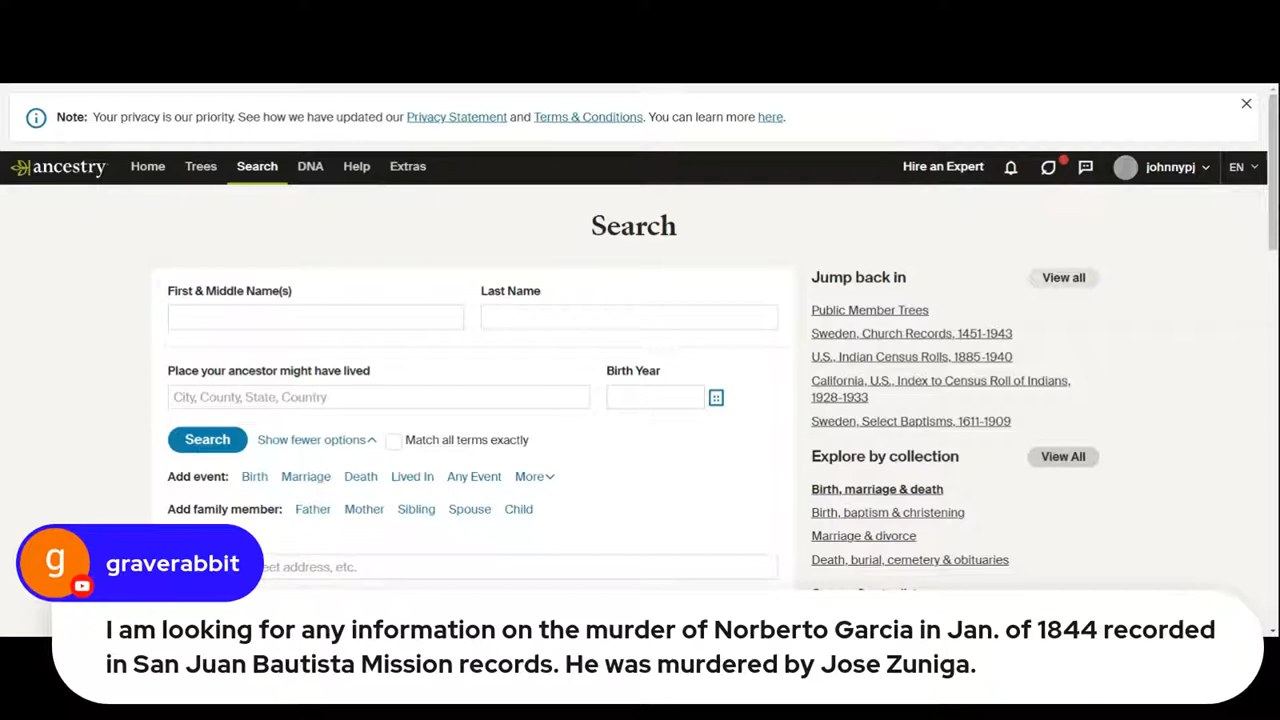 Note: Your privacy is our priority. See how we have updated our Privacy Statement and Terms & Conditions. You can learn more here.
ancestry Home Trees Search DNA Help Extras Hire an Expert johnnypj EN
Search
First & Middle Name(s) Last Name
Place your ancestor might have lived Birth Year
City, County, State, Country
Search Show fewer options Match all terms exactly
Add event: Birth Marriage Death Lived In Any Event More
Add family member: Father Mother Sibling Spouse Child
eet address, etc.
Jump back in View all
Public Member Trees
Sweden, Church Records, 1451-1943
U.S., Indian Census Rolls, 1885-1940
California, U.S., Index to Census Roll of Indians,
1928-1933
Sweden, Select Baptisms, 1611-1909
Explore by collection View All
Birth, marriage & death
Birth, baptism & christening
Marriage & divorce
Death, burial, cemetery & obituaries
g graverabbit
I am looking for any information on the murder of Norberto Garcia in Jan. of 1844 recorded
in San Juan Bautista Mission records. He was murdered by Jose Zuniga.